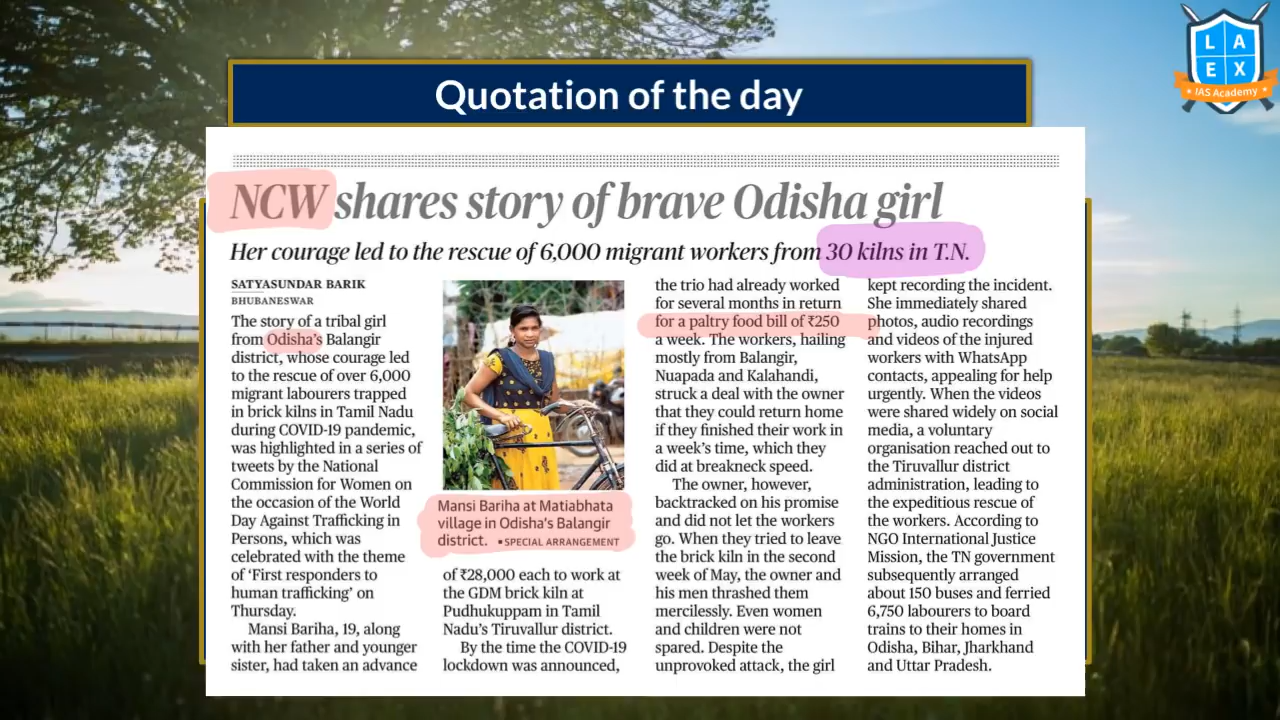 L A
E X
IAS Academy
Quotation of the day
NCW shares story of brave Odisha girl
Her courage led to the rescue of 6,000 migrant workers from 30 kilns in T.N.
SATYASUNDAR BARIK
BHUBANESWAR
The story of a tribal girl
from Odisha's Balangir
district, whose courage led
to the rescue of over 6,000
migrant labourers trapped
in brick kilns in Tamil Nadu
during COVID-19 pandemic,
was highlighted in a series of
tweets by the National
Commission for Women on
the occasion of the World
Day Against Trafficking in
Persons, which was
celebrated with the theme
of 'First responders to
human trafficking' on
Thursday.
Mansi Bariha, 19, along
with her father and younger
sister, had taken an advance
Mansi Bariha at Matiabhata
village in Odisha's Balangir
district. ▪SPECIAL ARRANGEMENT
of ₹28,000 each to work at
the GDM brick kiln at
Pudhukuppam in Tamil
Nadu's Tiruvallur district.
By the time the COVID-19
lockdown was announced,
the trio had already worked
for several months in return
for a paltry food bill of ₹250
a week. The workers, hailing
mostly from Balangir,
Nuapada and Kalahandi,
struck a deal with the owner
that they could return home
if they finished their work in
a week's time, which they
did at breakneck speed.
The owner, however,
backtracked on his promise
and did not let the workers
go. When they tried to leave
the brick kiln in the second
week of May, the owner and
his men thrashed them
mercilessly. Even women
and children were not
spared. Despite the
unprovoked attack, the girl
kept recording the incident.
She immediately shared
photos, audio recordings
and videos of the injured
workers with WhatsApp
contacts, appealing for help
urgently. When the videos
were shared widely on social
media, a voluntary
organisation reached out to
the Tiruvallur district
administration, leading to
the expeditious rescue of
the workers. According to
NGO International Justice
Mission, the TN government
subsequently arranged
about 150 buses and ferried
6,750 labourers to board
trains to their homes in
Odisha, Bihar, Jharkhand
and Uttar Pradesh.